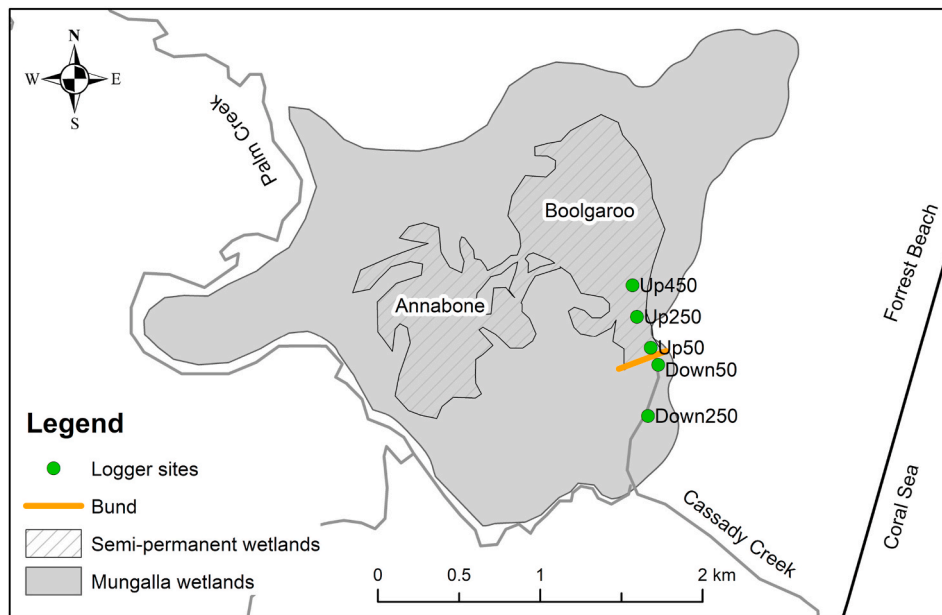 N
W E
S
Palm Creek
Boolgaroo
Annabone
Up450
Up250
Up50
Down50
Down250
Forrest Beach
Coral Sea
Cassady Creek
Legend
Logger sites
Bund
Semi-permanent wetlands
Mungalla wetlands
0 0.5 1 2 km